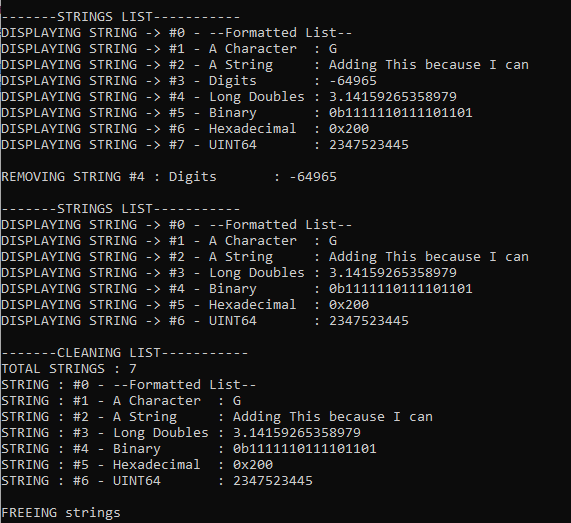 -------STRINGS LIST-----------
DISPLAYING STRING -> #0 - --Formatted List--
DISPLAYING STRING -> #1 - A Character  : G
DISPLAYING STRING -> #2 - A String     : Adding This because I can
DISPLAYING STRING -> #3 - Digits       : -64965
DISPLAYING STRING -> #4 - Long Doubles : 3.14159265358979
DISPLAYING STRING -> #5 - Binary       : 0b1111110111101101
DISPLAYING STRING -> #6 - Hexadecimal  : 0x200
DISPLAYING STRING -> #7 - UINT64       : 2347523445
REMOVING STRING #4 : Digits       : -64965
-------STRINGS LIST-----------
DISPLAYING STRING -> #0 - --Formatted List--
DISPLAYING STRING -> #1 - A Character  : G
DISPLAYING STRING -> #2 - A String     : Adding This because I can
DISPLAYING STRING -> #3 - Long Doubles : 3.14159265358979
DISPLAYING STRING -> #4 - Binary       : 0b1111110111101101
DISPLAYING STRING -> #5 - Hexadecimal  : 0x200
DISPLAYING STRING -> #6 - UINT64       : 2347523445
-------CLEANING LIST-----------
TOTAL STRINGS : 7
STRING : #0 - --Formatted List--
STRING : #1 - A Character  : G
STRING : #2 - A String     : Adding This because I can
STRING : #3 - Long Doubles : 3.14159265358979
STRING : #4 - Binary       : 0b1111110111101101
STRING : #5 - Hexadecimal  : 0x200
STRING : #6 - UINT64       : 2347523445
FREEING strings